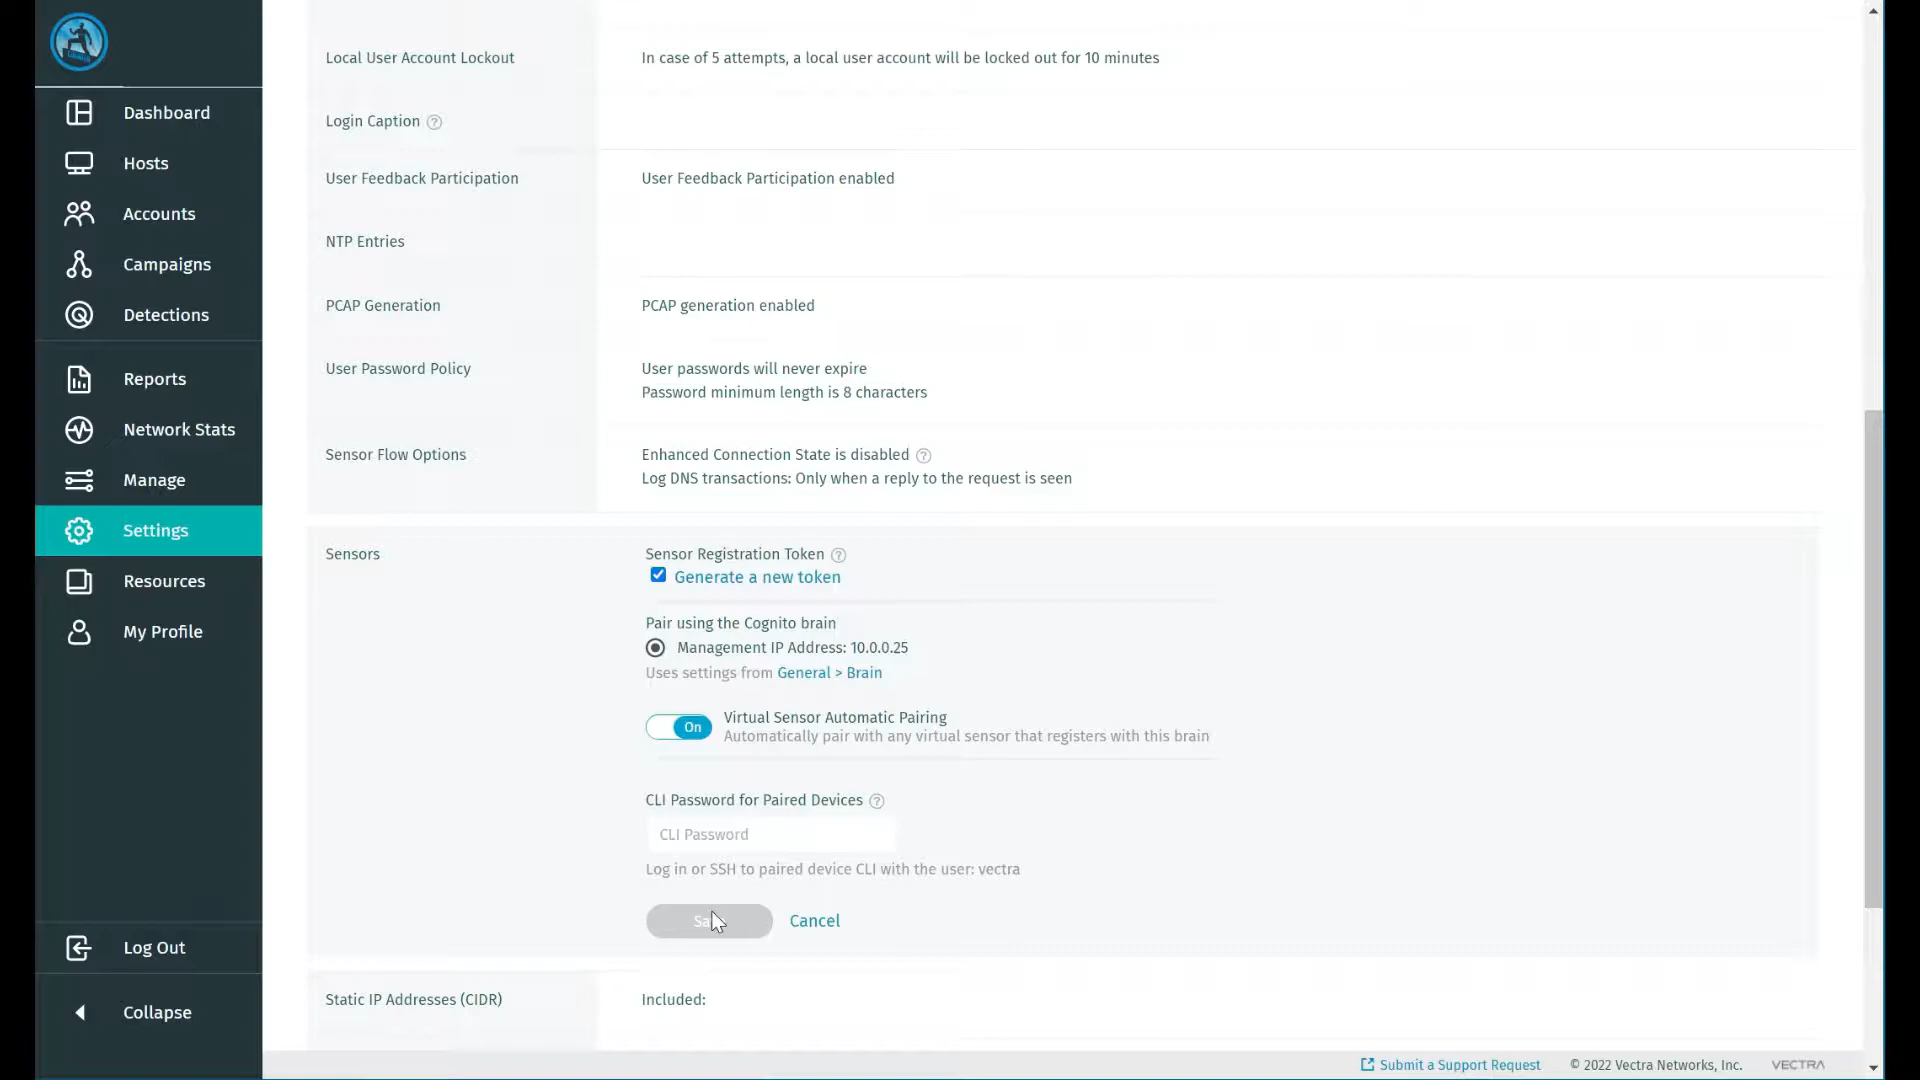 Dashboard
Hosts
Accounts
Campaigns
Detections
Reports
Network Stats
Manage
Settings
Resources
My Profile
Log Out
Collapse
Local User Account Lockout
In case of 5 attempts, a local user account will be locked out for 10 minutes
Login Caption
User Feedback Participation
User Feedback Participation enabled
NTP Entries
PCAP Generation
PCAP generation enabled
User Password Policy
User passwords will never expire
Password minimum length is 8 characters
Sensor Flow Options
Enhanced Connection State is disabled
Log DNS transactions: Only when a reply to the request is seen
Sensors
Sensor Registration Token
Generate a new token
Pair using the Cognito brain
Management IP Address: 10.0.0.25
Uses settings from General > Brain
On
Virtual Sensor Automatic Pairing
Automatically pair with any virtual sensor that registers with this brain
CLI Password for Paired Devices
CLI Password
Log in or SSH to paired device CLI with the user: vectra
Cancel
Static IP Addresses (CIDR)
Included:
Submit a Support Request
© 2022 Vectra Networks, Inc.
VECTRA